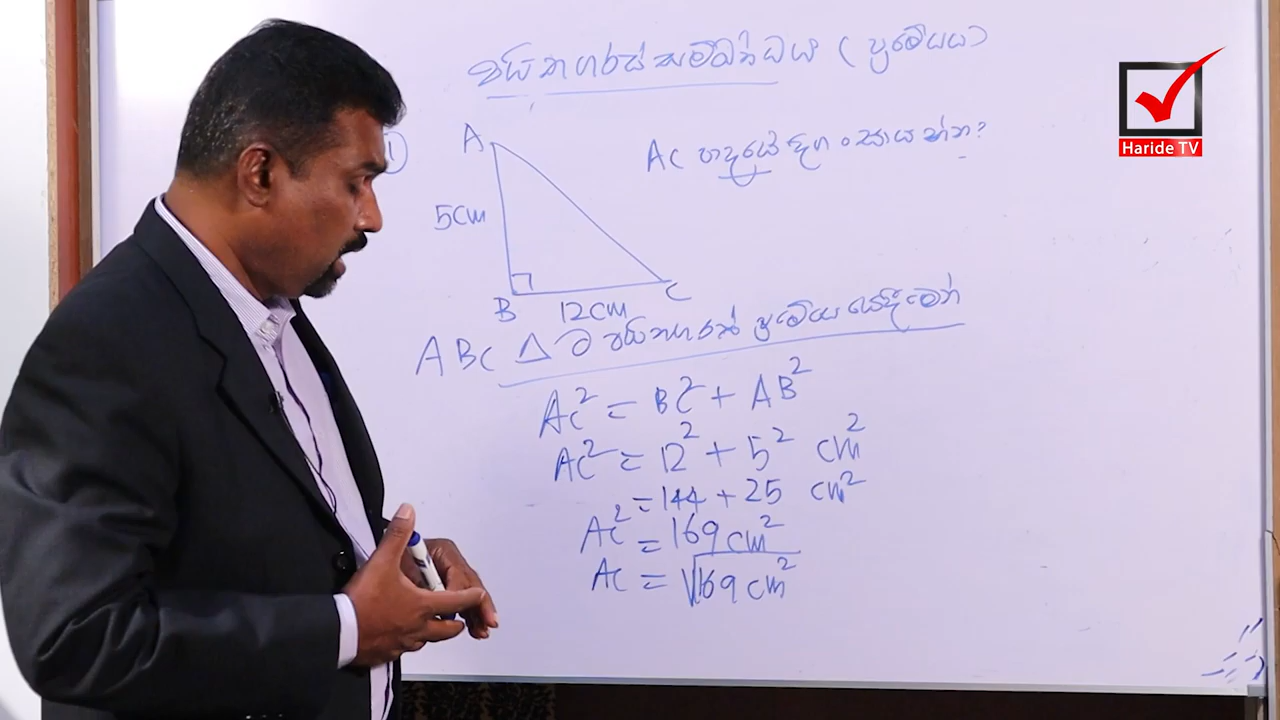 පයිතගරස් සම්බන්ධය (ප්‍රමේයය)
1
A
AC පාදයේ දිග සොයන්න?
5cm
B 12cm C
ABC △ ට පයිතගරස් ප්‍රමේය යෙදීමෙන්
AC² = BC² + AB²
AC² = 12² + 5² cm²
= 144 + 25 cm²
AC² = 169 cm²
AC = √169 cm²
Haride TV